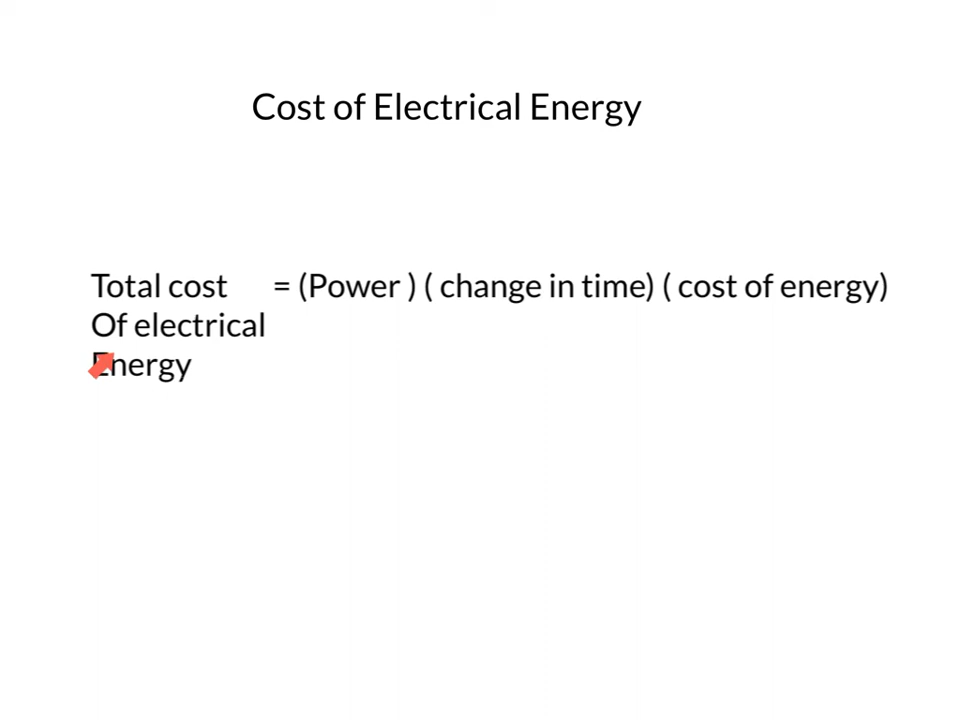 Cost of Electrical Energy
Total cost = (Power ) ( change in time) ( cost of energy)
Of electrical
Energy